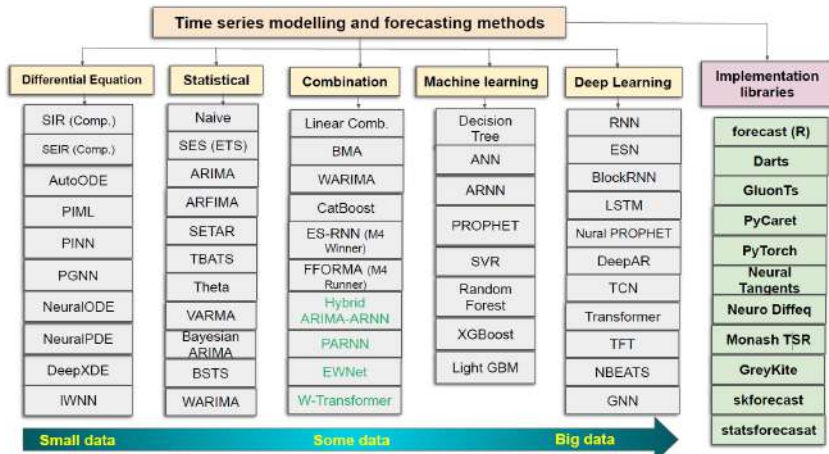 Time series modelling and forecasting methods
Differential Equation
SIR (Comp.)
SEIR (Comp.)
AutoODE
PIML
PINN
PGNN
NeuralODE
NeuralPDE
DeepXDE
IWNN
Statistical
Naive
SES (ETS)
ARIMA
ARFIMA
SETAR
TBATS
Theta
VARMA
Bayesian
ARIMA
BSTS
WARIMA
Combination
Linear Comb.
BMA
WARIMA
CatBoost
ES-RNN (M4
Winner)
FFORMA (M4
Runner)
Hybrid
ARIMA-ARNN
PARNN
EWNet
W-Transformer
Machine learning
Decision
Tree
ANN
ARNN
PROPHET
SVR
Random
Forest
XGBoost
Light GBM
Deep Learning
RNN
ESN
BlockRNN
LSTM
Nural PROPHET
DeepAR
TCN
Transformer
TFT
NBEATS
GNN
Implementation
libraries
forecast (R)
Darts
GluonTs
PyCaret
PyTorch
Neural
Tangents
Neuro Diffeq
Monash TSR
GreyKite
skforecast
statsforecasat
Small data
Some data
Big data